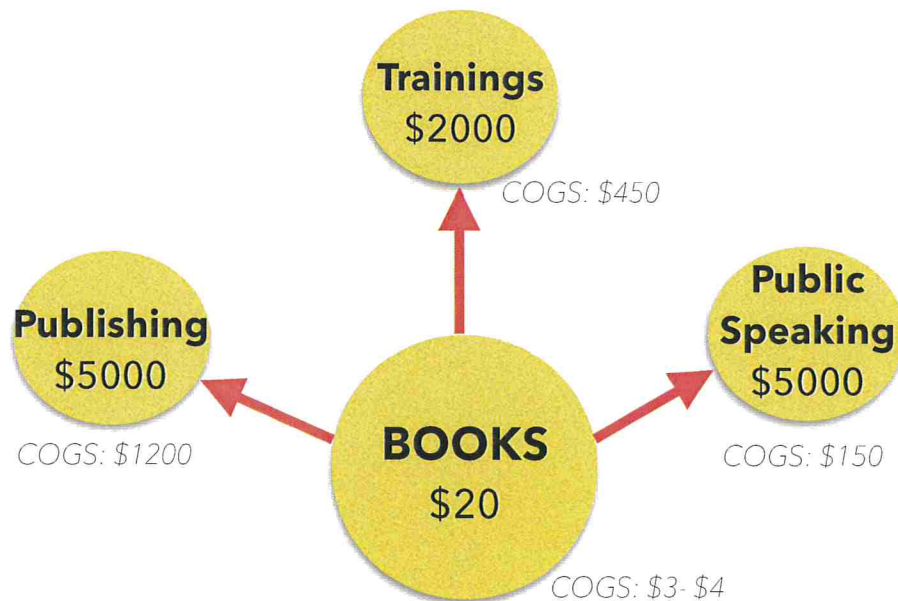 Trainings
$2000
COGS: $450
Publishing
$5000
COGS: $1200
Public
Speaking
$5000
COGS: $150
BOOKS
$20
COGS: $3- $4